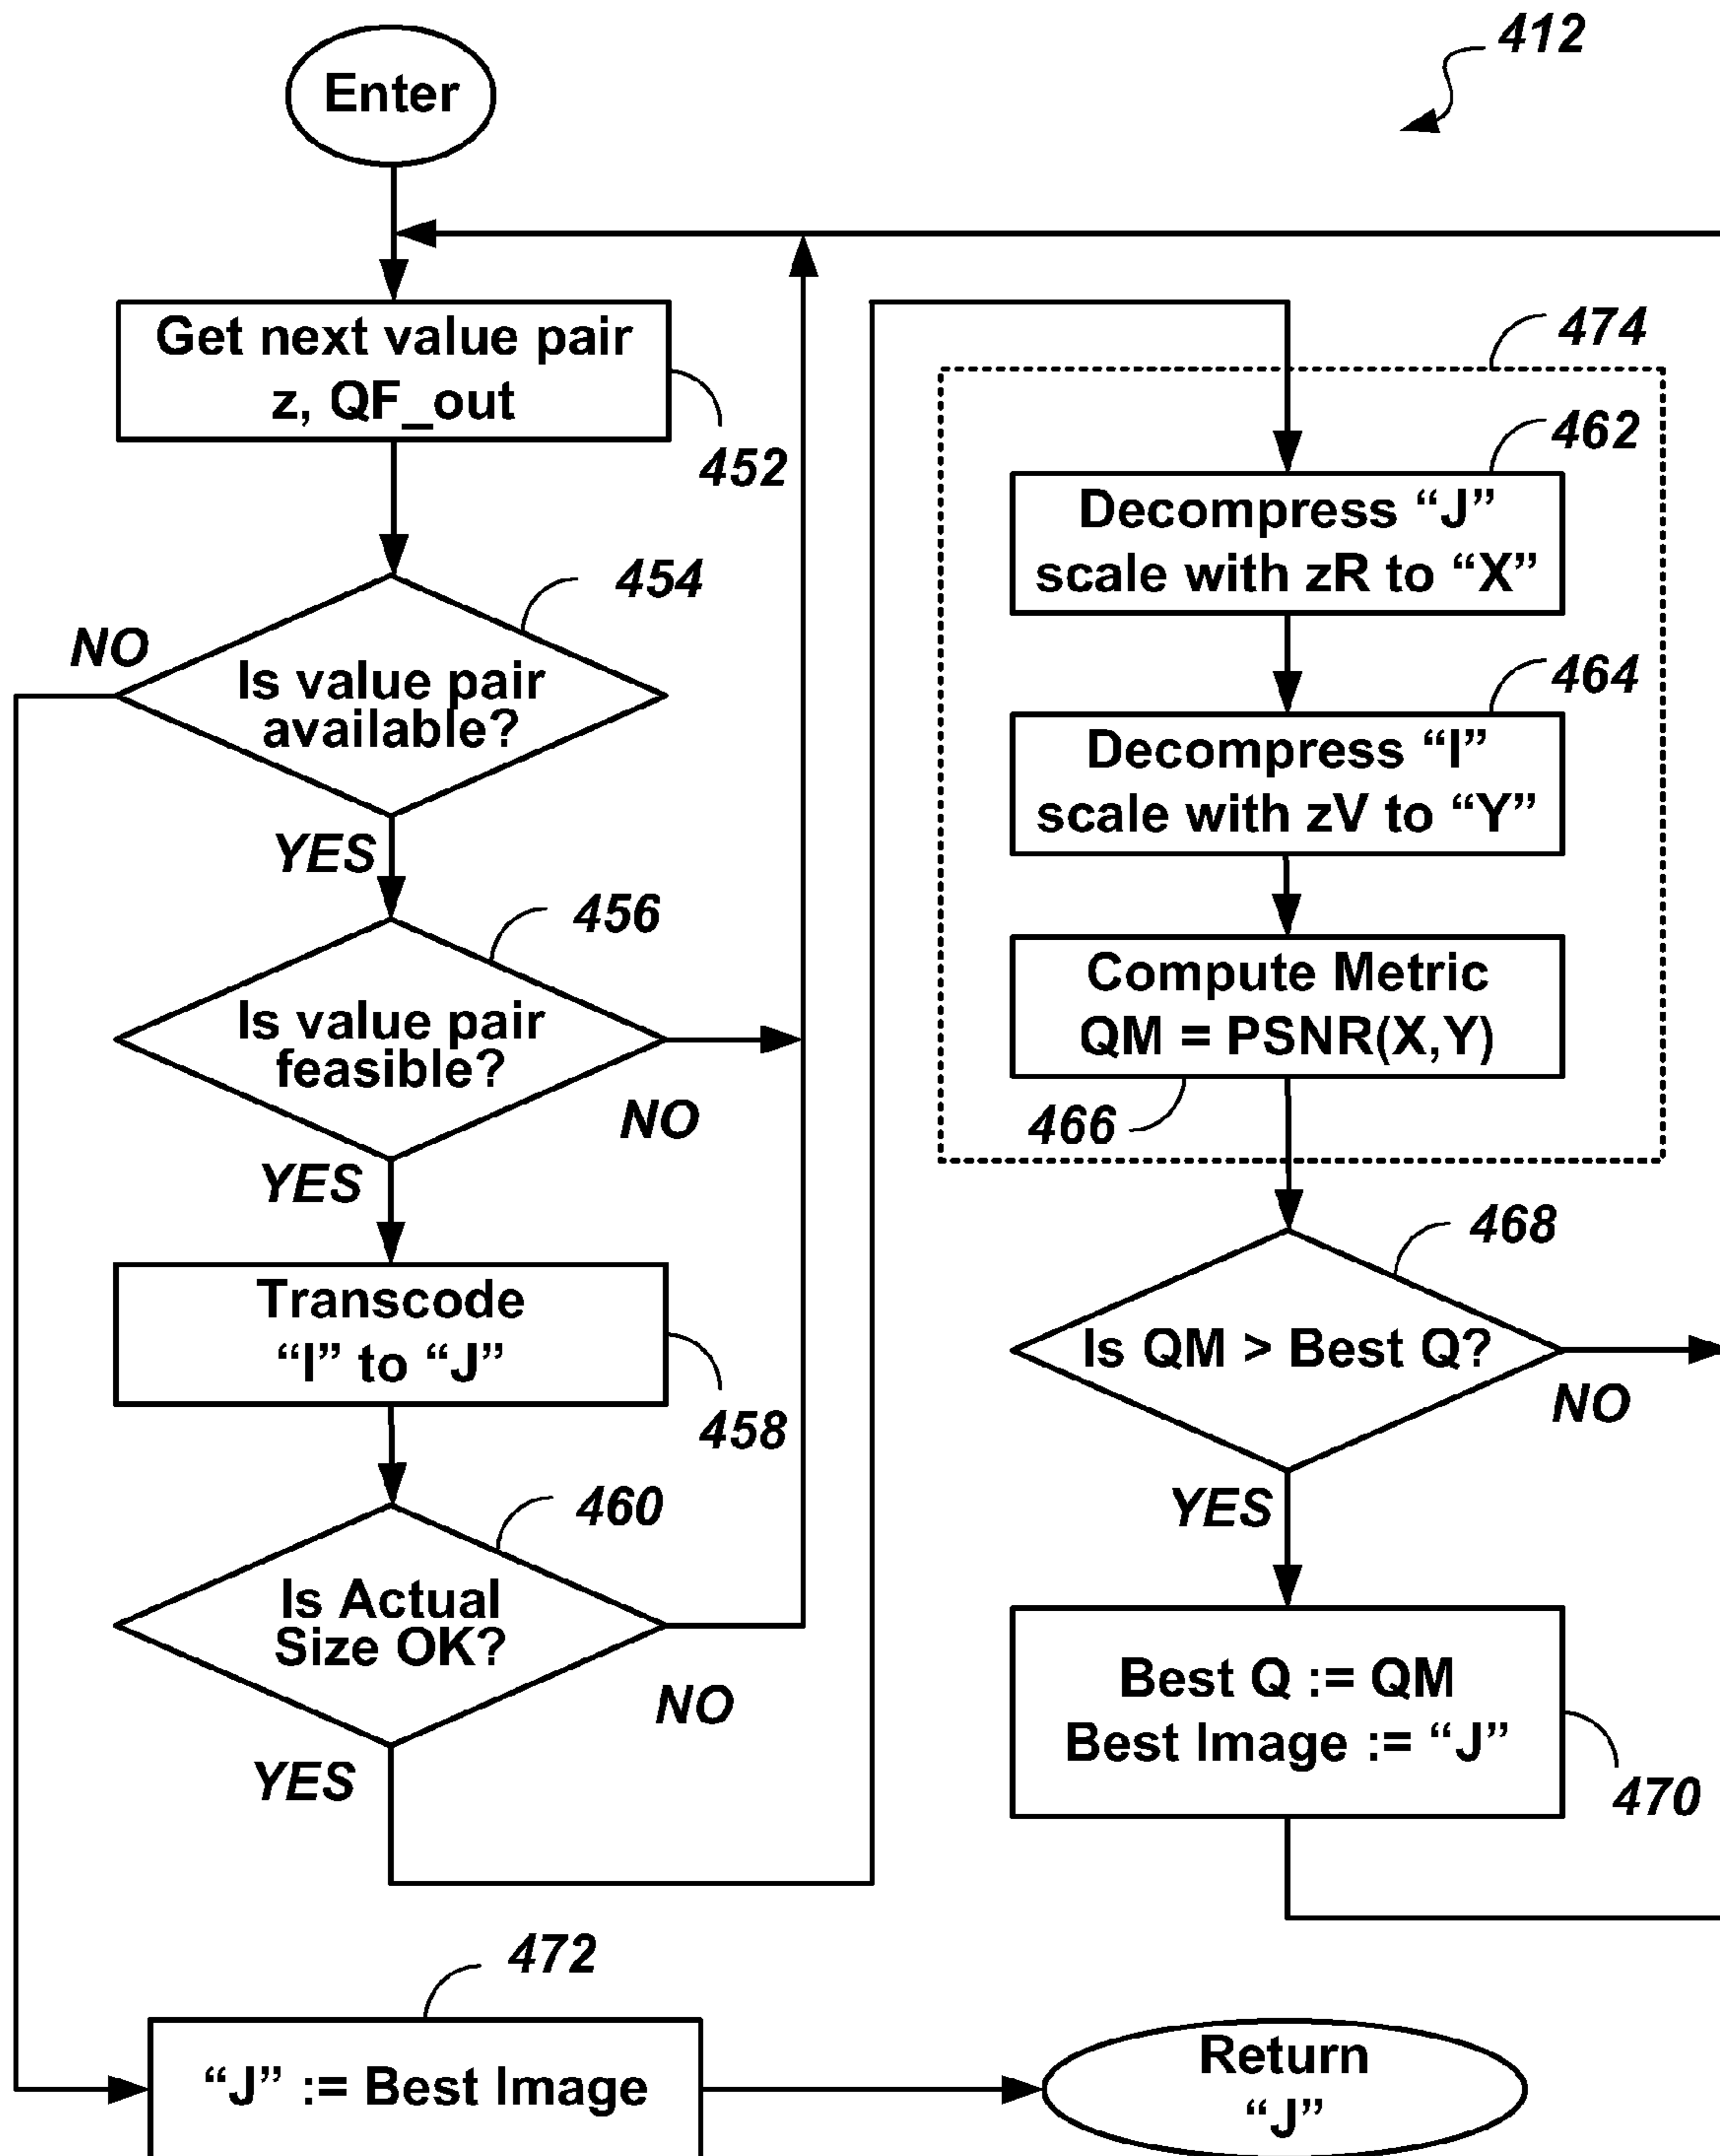 412
Enter
Get next value pair
z, QF_out
452
454
NO
Is value pair
available?
YES
456
Is value pair
feasible?
NO
YES
Transcode
“I” to “J”
458
460
Is Actual
Size OK?
NO
YES
474
462
Decompress “J”
scale with zR to “X”
464
Decompress “I”
scale with zV to “Y”
Compute Metric
QM = PSNR(X,Y)
466
468
Is QM > Best Q?
NO
YES
Best Q := QM
Best Image := “J”
470
472
“J” := Best Image
Return
“J”